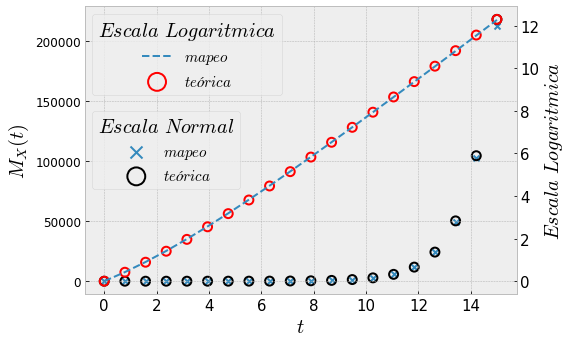 Escala Logaritmica
mapeo
teórica
Escala Normal
mapeo
teórica
200000
150000
100000
50000
0
M_X(t)
12
10
8
6
4
2
0
Escala Logaritmica
0 2 4 6 8 10 12 14
t